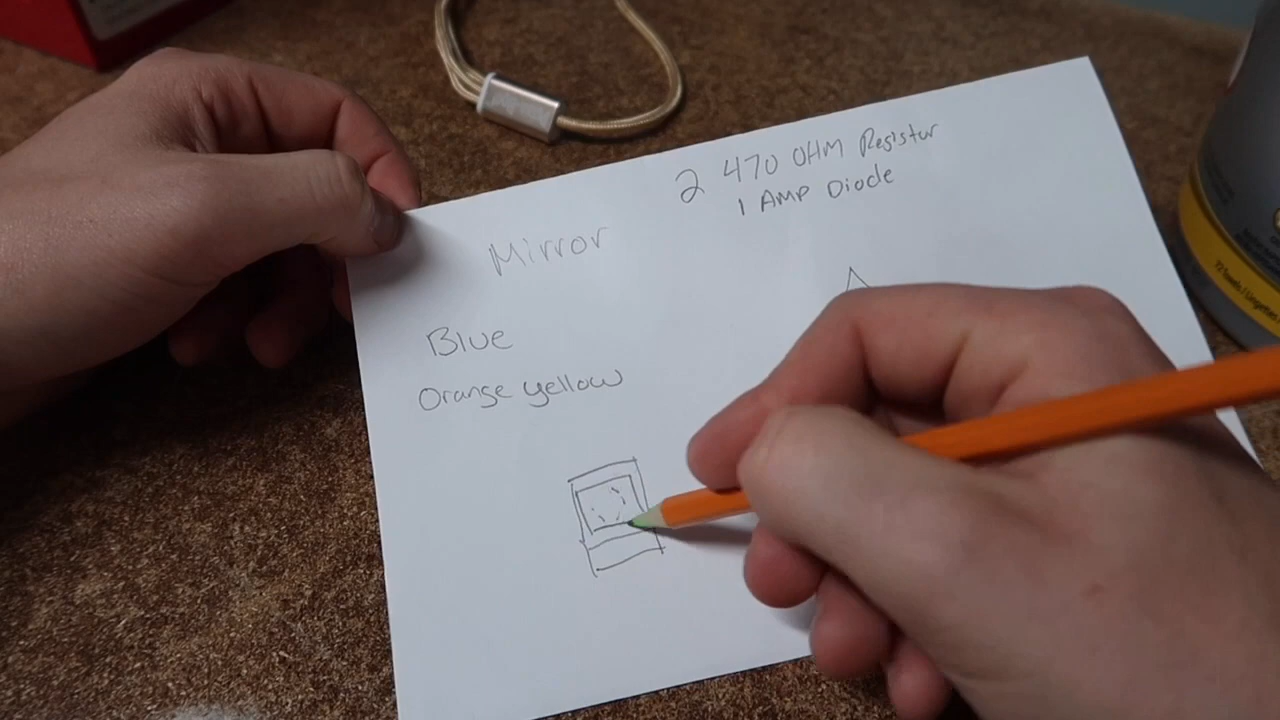 2 470 OHM Resistor
1 AMP Diode
Mirror
Blue
Orange yellow